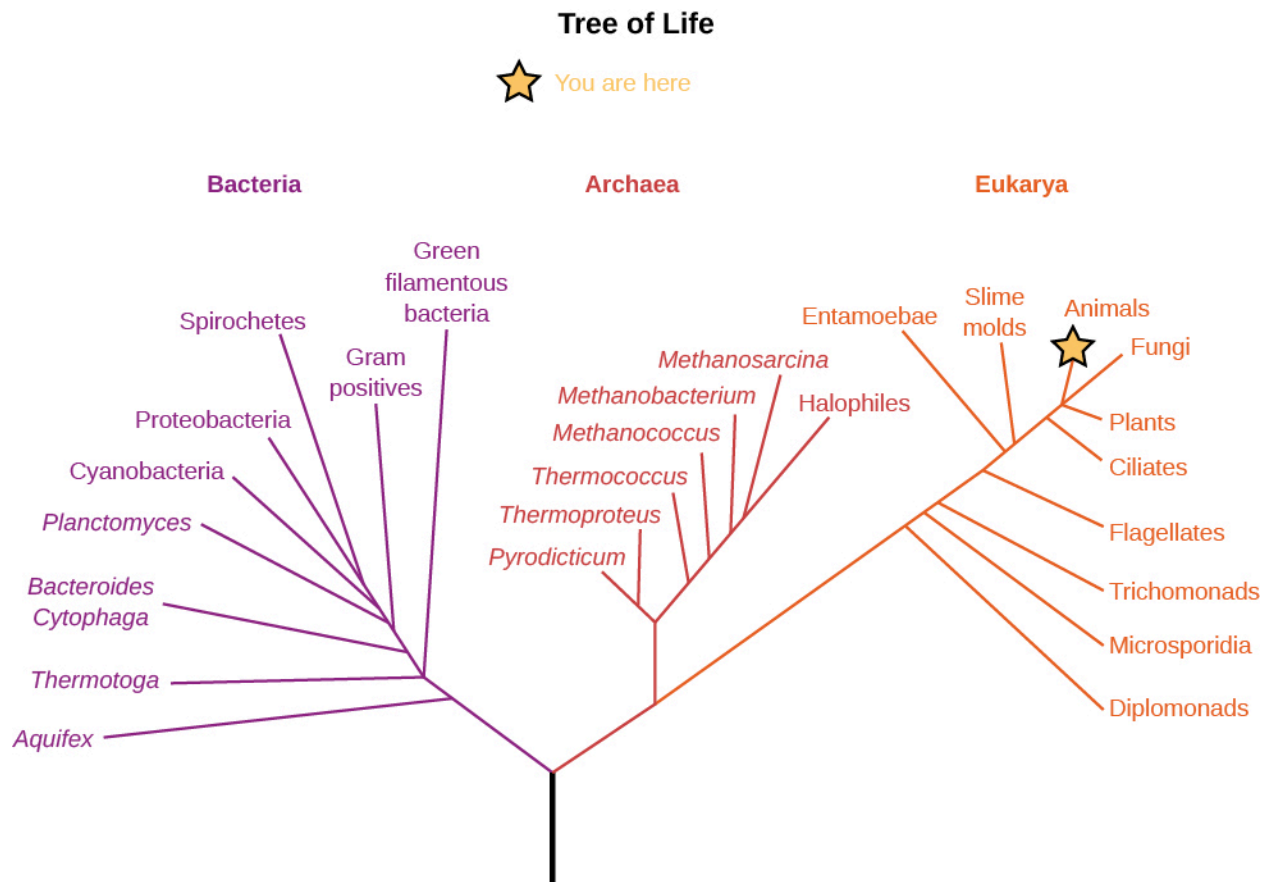 Tree of Life
You are here
Bacteria
Archaea
Eukarya
Green
filamentous
bacteria
Spirochetes
Gram
positives
Proteobacteria
Cyanobacteria
Planctomyces
Bacteroides
Cytophaga
Thermotoga
Aquifex
Methanosarcina
Methanobacterium
Halophiles
Methanococcus
Thermococcus
Thermoproteus
Pyrodicticum
Entamoebae
Slime
molds
Animals
Fungi
Plants
Ciliates
Flagellates
Trichomonads
Microsporidia
Diplomonads